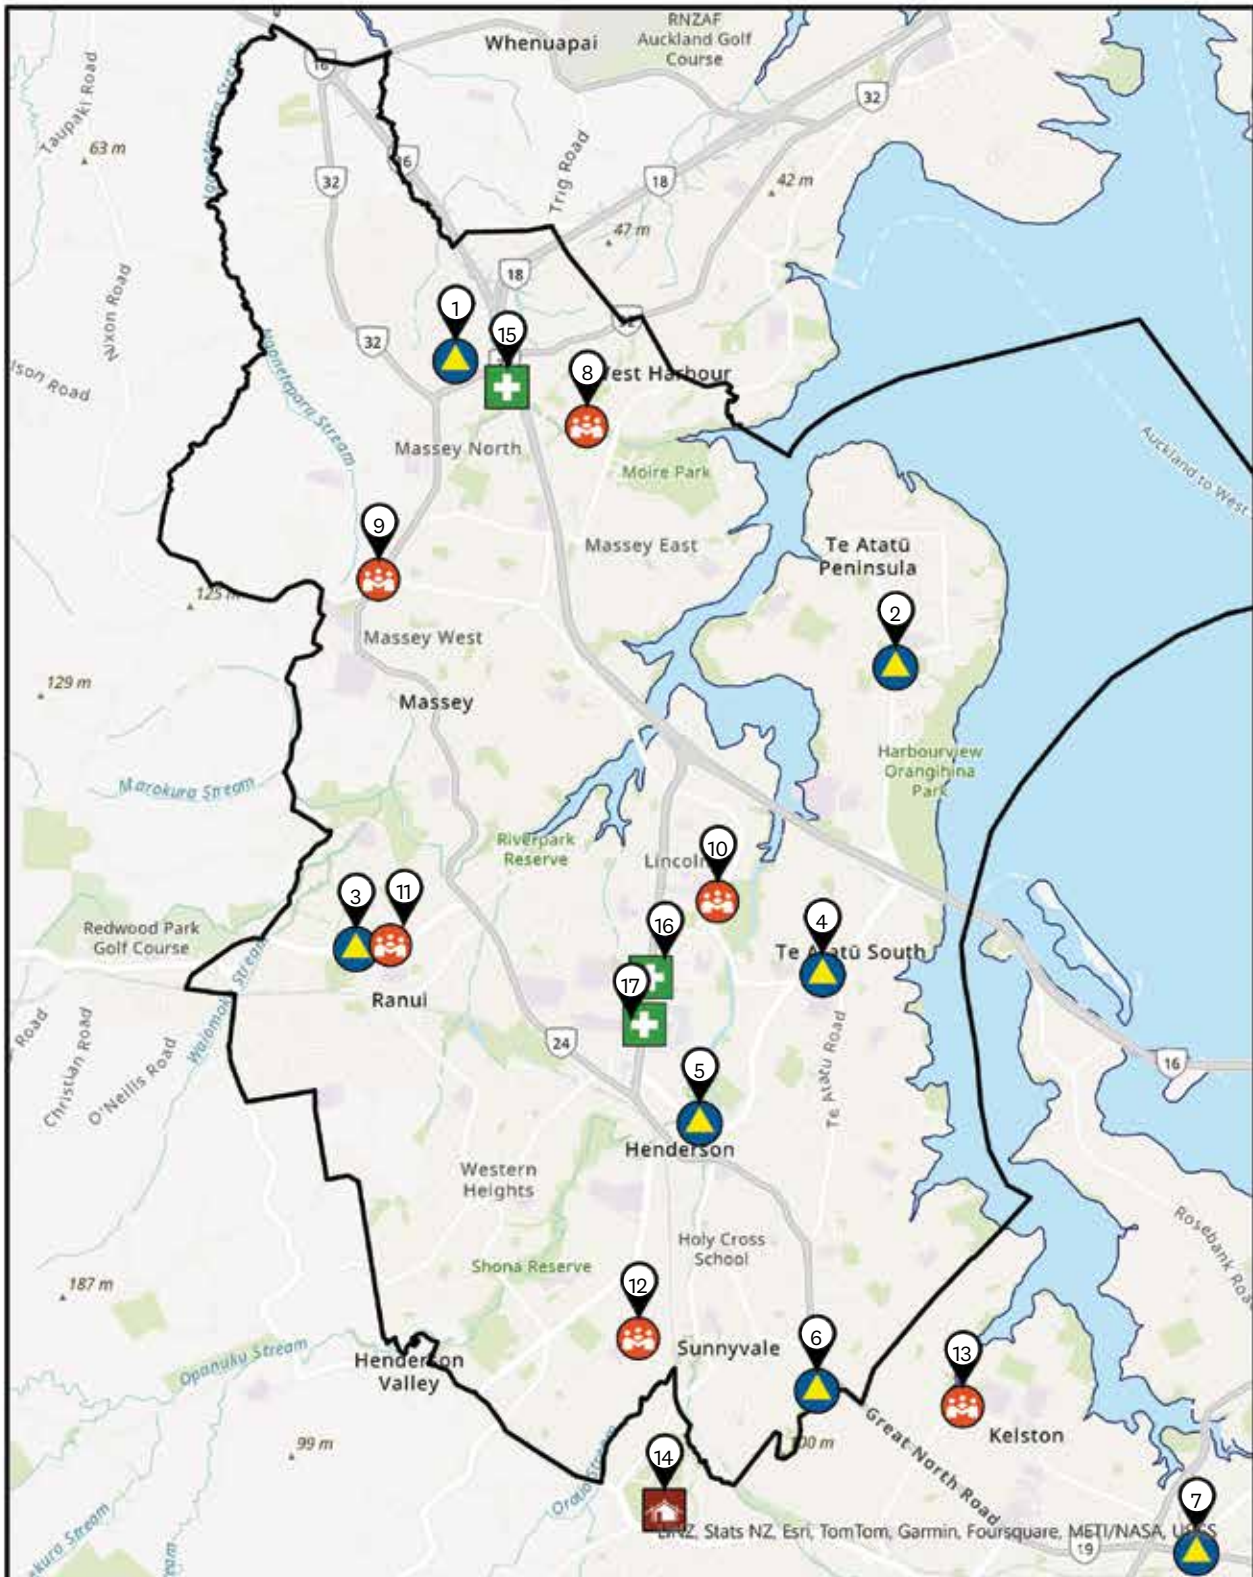 RNZAF
Auckland Golf
Course
Whenuapai
Taupaki Road
63 m
16
32
16
32
18
Trig Road
42 m
47 m
18
Nixon Road
1
15
32
8
West Harbour
Massey North
Moire Park
Auckland to West
9
Massey East
Te Atatū
Peninsula
125 m
2
Massey West
129 m
Massey
Harbourview
Orangihina
Park
Marokura Stream
Riverpark
Reserve
Lincoln
10
3
11
Redwood Park
Golf Course
16
4
Te Atatū South
17
Ranui
Road
Christian Road
O'Neills Road
24
Te Atatu Road
16
5
Henderson
Western
Heights
Holy Cross
School
Rosebank Road
Shona Reserve
187 m
12
Sunnyvale
6
13
Opanuku Stream
Henderson
Valley
Great North Road
Kelston
99 m
100 m
14
Oratia Stream
7
LINZ, Stats NZ, Esri, TomTom, Garmin, Foursquare, METI/NASA, USGS
19